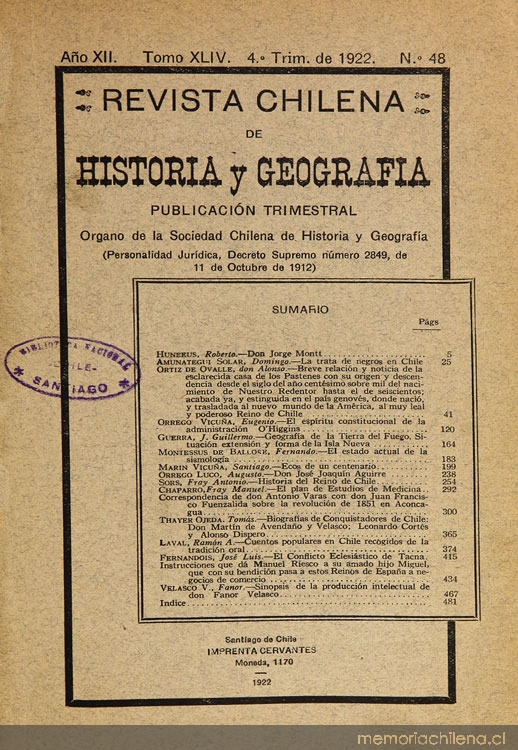 Año XII. Tomo XLIV. 4.º Trim. de 1922. N.º 48
REVISTA CHILENA
DE
HISTORIA y GEOGRAFIA
PUBLICACIÓN TRIMESTRAL
Organo de la Sociedad Chilena de Historia y Geografía
(Personalidad Jurídica, Decreto Supremo número 2849, de
11 de Octubre de 1912)
SUMARIO
Págs
HUNEEUS, Roberto.—Don Jorge Montt 5
AMUNATEGUI SOLAR, Domingo.—La trata de negros en Chile 25
ORTIZ DE OVALLE, don Alonso.—Breve relación y noticia de la
esclarecida casa de los Pastenes con su origen y descen-
dencia desde el siglo del año centésimo sobre mil del naci-
miento de Nuestro Redentor hasta el de seiscientos;
acabada ya, y extinguida en el país genovés, donde nació,
y trasladada al nuevo mundo de la América, al muy leal
y poderoso Reino de Chile 41
ORREGO VICUÑA, Eugenio.—El espíritu constitucional de la
administración O'Higgins 120
GUERRA, J. Guillermo.—Geografía de la Tierra del Fuego. Si-
tuación extensión y forma de la Isla Nueva 164
MONTESSUS DE BALLORE, Fernando.—El estado actual de la
sismología 183
MARIN VICUÑA, Santiago.—Ecos de un centenario 199
ORREGO LUCO, Augusto.—Don José Joaquín Aguirre 238
SORS, Fray Antonio.—Historia del Reino de Chile 254
CHAPARRO, Fray Manuel.—El plan de Estudios de Medicina 292
Correspondencia de don Antonio Varas con don Juan Francis-
co Fuenzalida sobre la revolución de 1851 en Aconca-
gua 300
THAYER OJEDA, Tomás.—Biografías de Conquistadores de Chile:
Don Martín de Avendaño y Velasco; Leonardo Cortés
y Alonso Dispero 365
LAVAL, Ramón A.—Cuentos populares en Chile recogidos de la
tradición oral 374
FERNANDOIS, José Luis.—El Conflicto Eclesiástico de Tacna 415
Instrucciones que dá Manuel Riesco a su amado hijo Miguel,
que con su bendición pasa a estos Reinos de España a ne-
gocios de comercio 434
VELASCO V., Fanor.—Sinopsis de la producción intelectual de
don Fanor Velasco 467
Indice 481
BIBLIOTECA NACIONAL
CHILE
SANTIAGO
Santiago de Chile
IMPRENTA CERVANTES
Moneda, 1170
1922
memoriachilena.cl